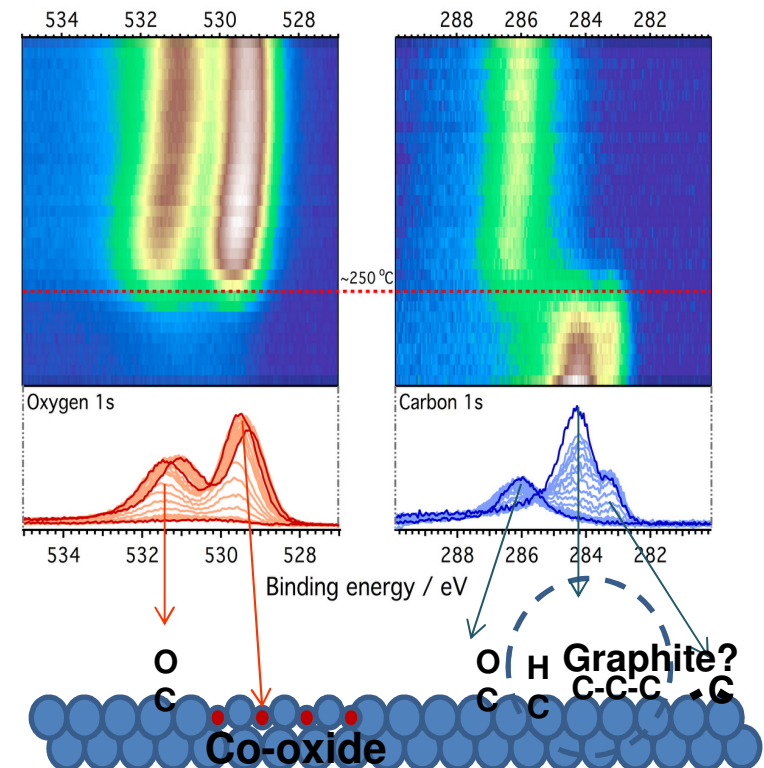 534 532 530 528
288 286 284 282
~250 ºC
Oxygen 1s
Carbon 1s
534 532 530 528
288 286 284 282
Binding energy / eV
O
C
O
C
H
C
Graphite?
C-C-C
C
Co-oxide